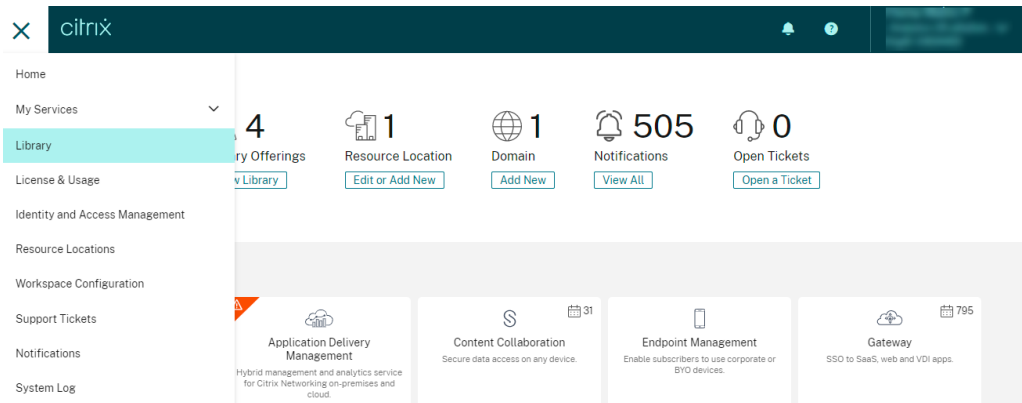 citrix
?
Home
My Services
Library
License & Usage
Identity and Access Management
Resource Locations
Workspace Configuration
Support Tickets
Notifications
System Log
4
ry Offerings
w Library
1
Resource Location
Edit or Add New
1
Domain
Add New
505
Notifications
View All
0
Open Tickets
Open a Ticket
Application Delivery
Management
Hybrid management and analytics service
for Citrix Networking on-premises and
cloud.
31
Content Collaboration
Secure data access on any device.
Endpoint Management
Enable subscribers to use corporate or
BYO devices.
795
Gateway
SSO to SaaS, web and VDI apps.